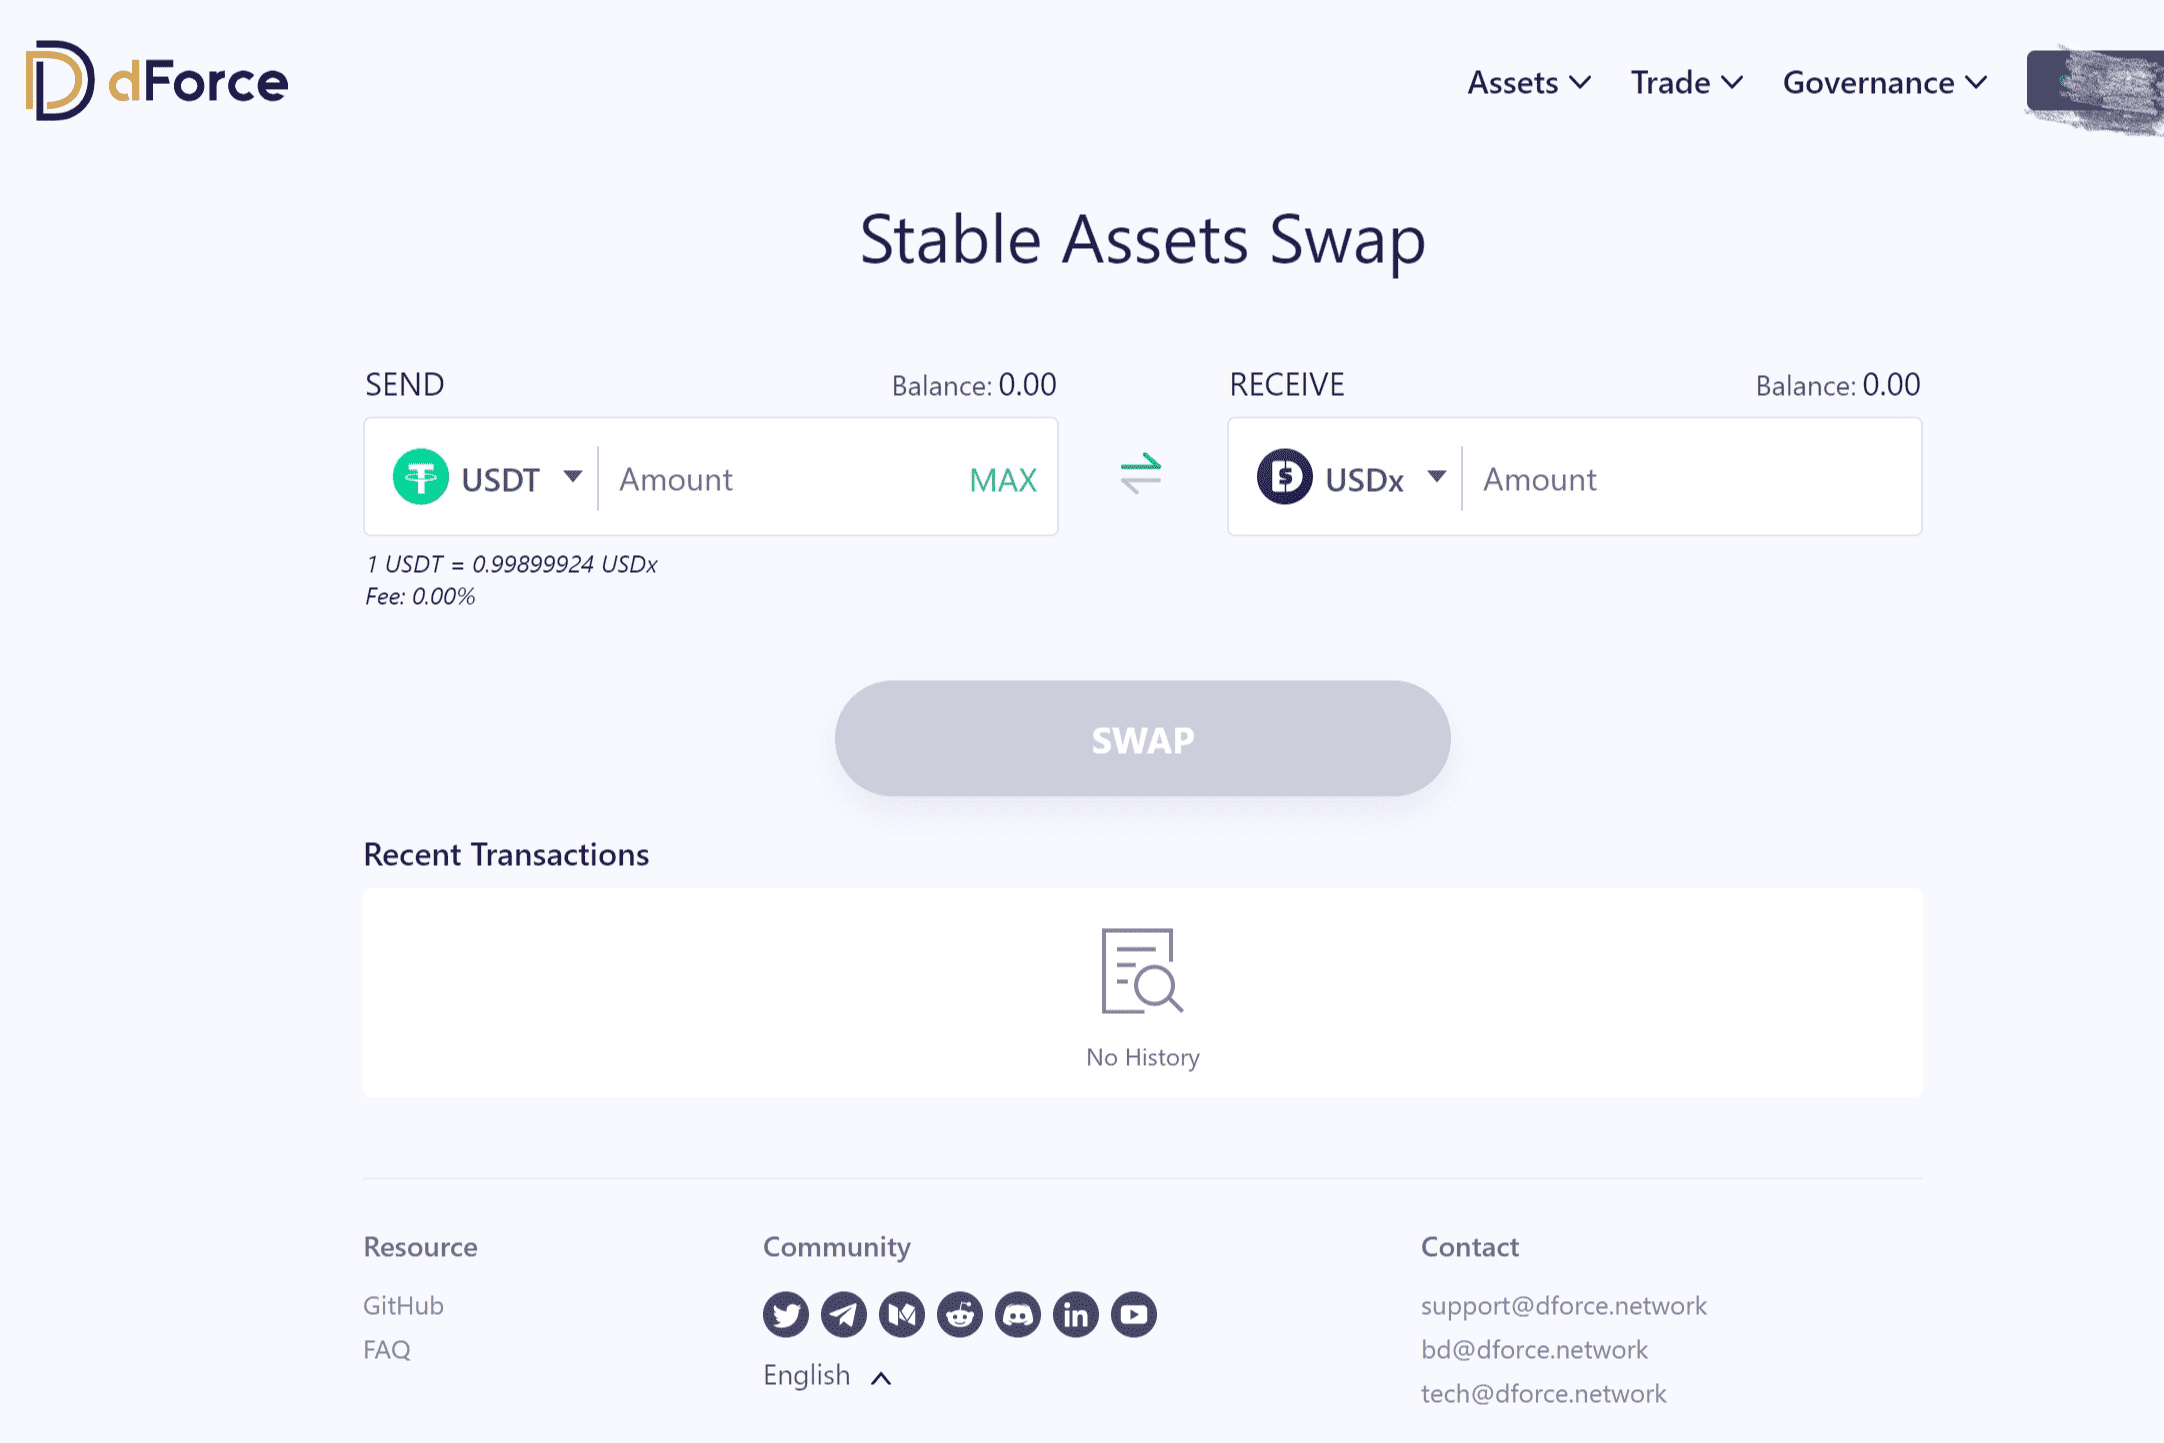 dForce
Assets Trade Governance
Stable Assets Swap
SEND Balance: 0.00 RECEIVE Balance: 0.00
USDT Amount MAX USDx Amount
1 USDT = 0.99899924 USDx
Fee: 0.00%
SWAP
Recent Transactions
No History
Resource Community Contact
GitHub support@dforce.network
FAQ bd@dforce.network
English tech@dforce.network